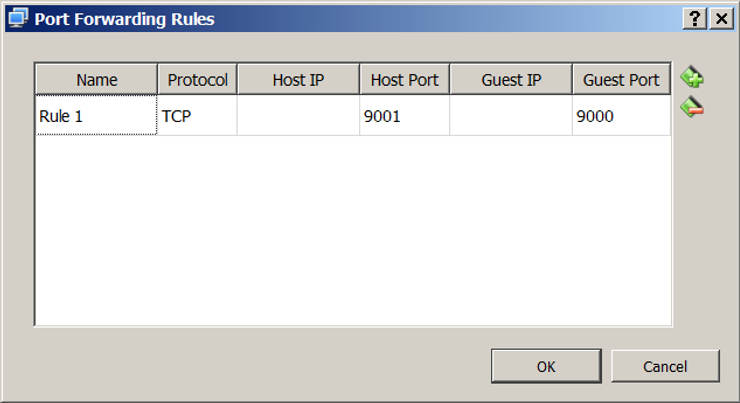 Port Forwarding Rules
Name Protocol Host IP Host Port Guest IP Guest Port
Rule 1 TCP 9001 9000
OK Cancel